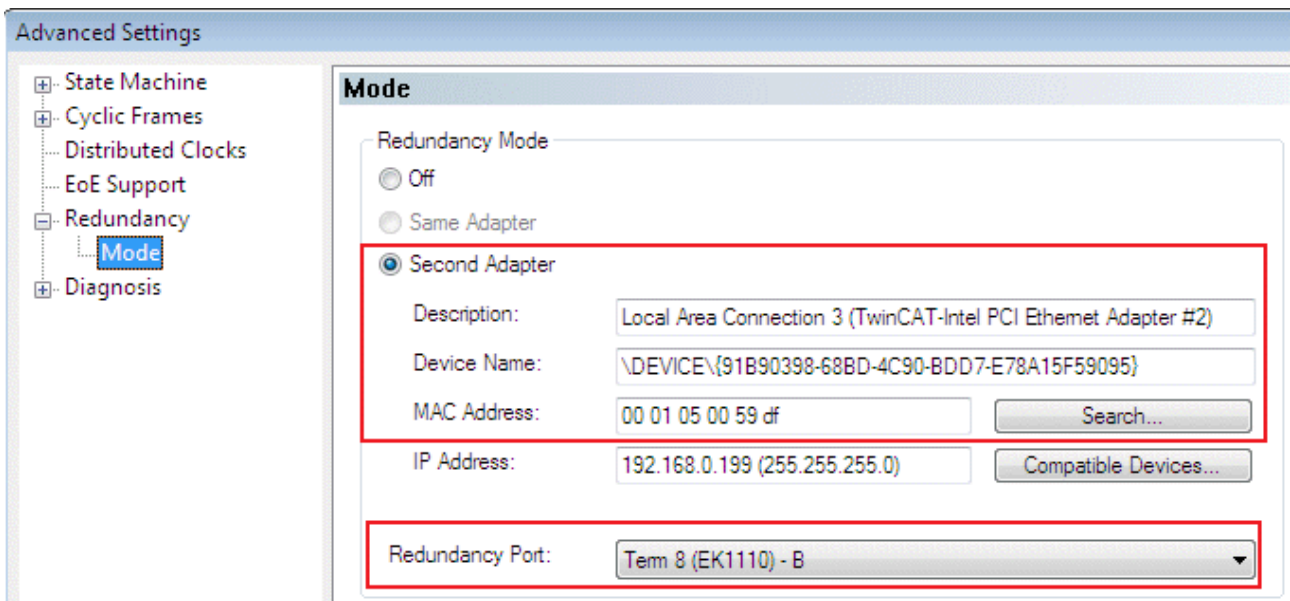 Advanced Settings
State Machine
Cyclic Frames
Distributed Clocks
EoE Support
Redundancy
Mode
Diagnosis
Mode
Redundancy Mode
Off
Same Adapter
Second Adapter
Description: Local Area Connection 3 (TwinCAT-Intel PCI Ethernet Adapter #2)
Device Name: \DEVICE\{91B90398-68BD-4C90-BDD7-E78A15F59095}
MAC Address: 00 01 05 00 59 df Search...
IP Address: 192.168.0.199 (255.255.255.0) Compatible Devices...
Redundancy Port: Term 8 (EK1110) - B